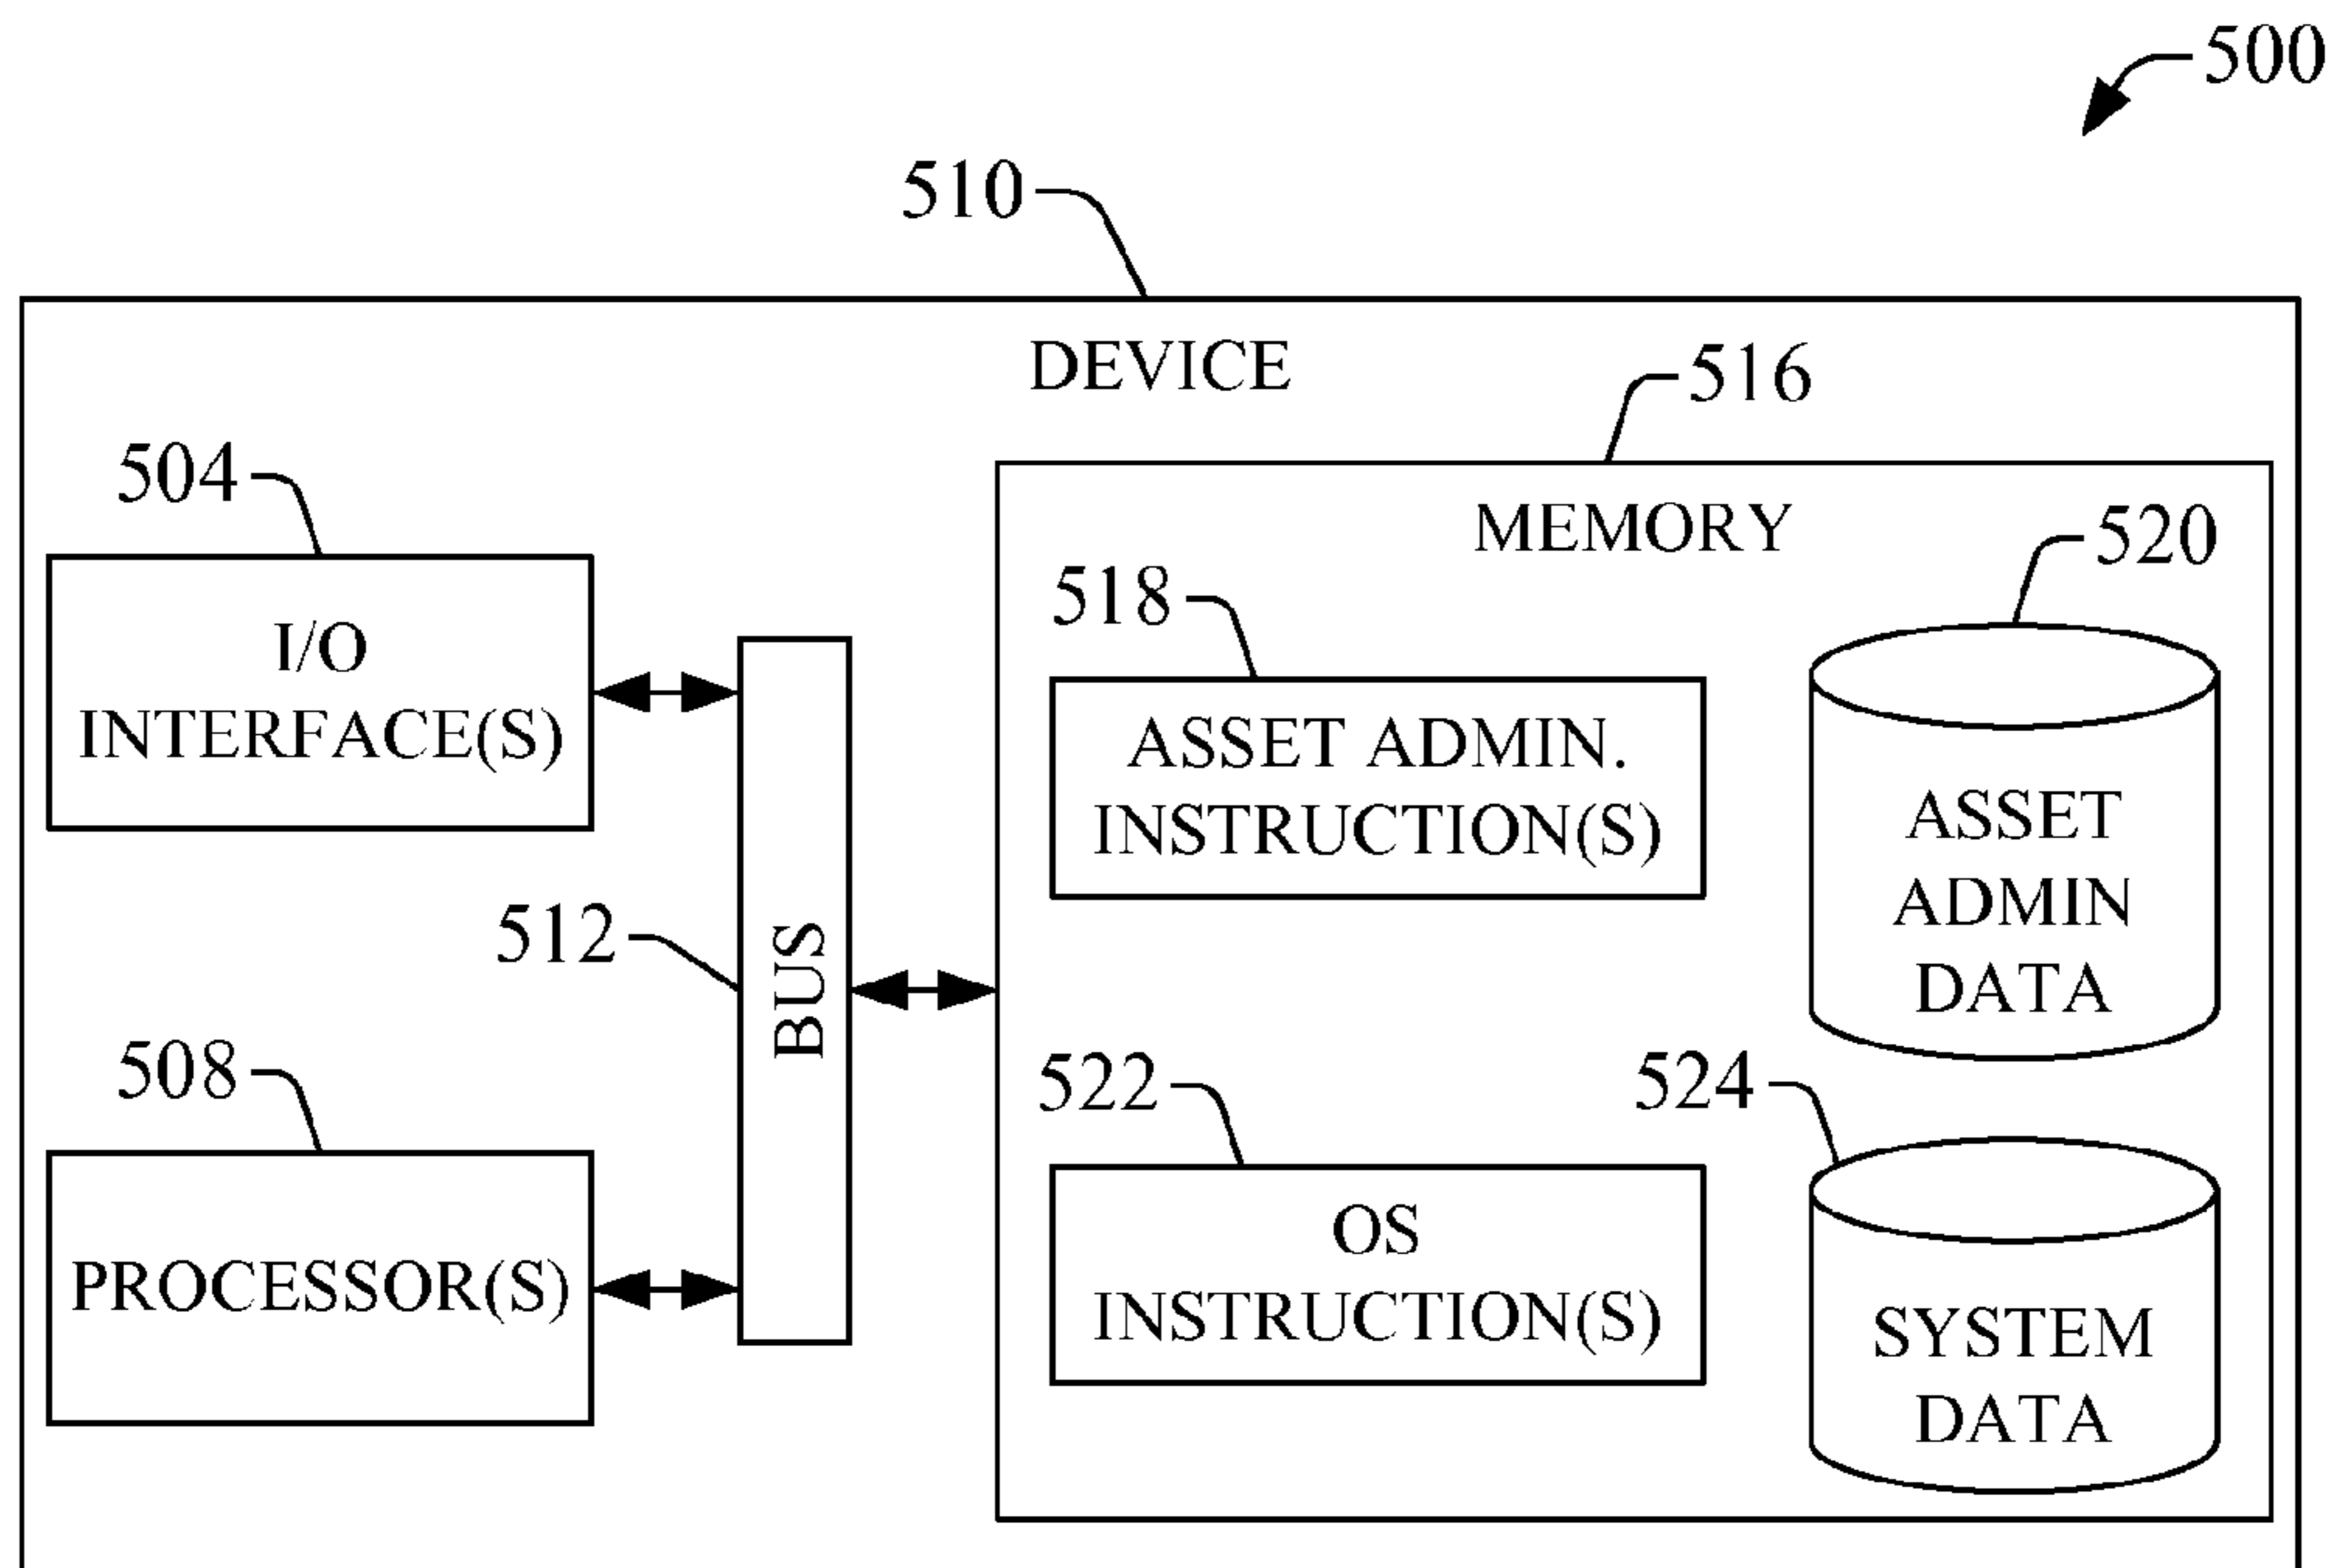 500
510
DEVICE
516
504
MEMORY
520
518
I/O
INTERFACE(S)
ASSET ADMIN.
INSTRUCTION(S)
ASSET
ADMIN
DATA
512
BUS
508
522
524
OS
INSTRUCTION(S)
PROCESSOR(S)
SYSTEM
DATA